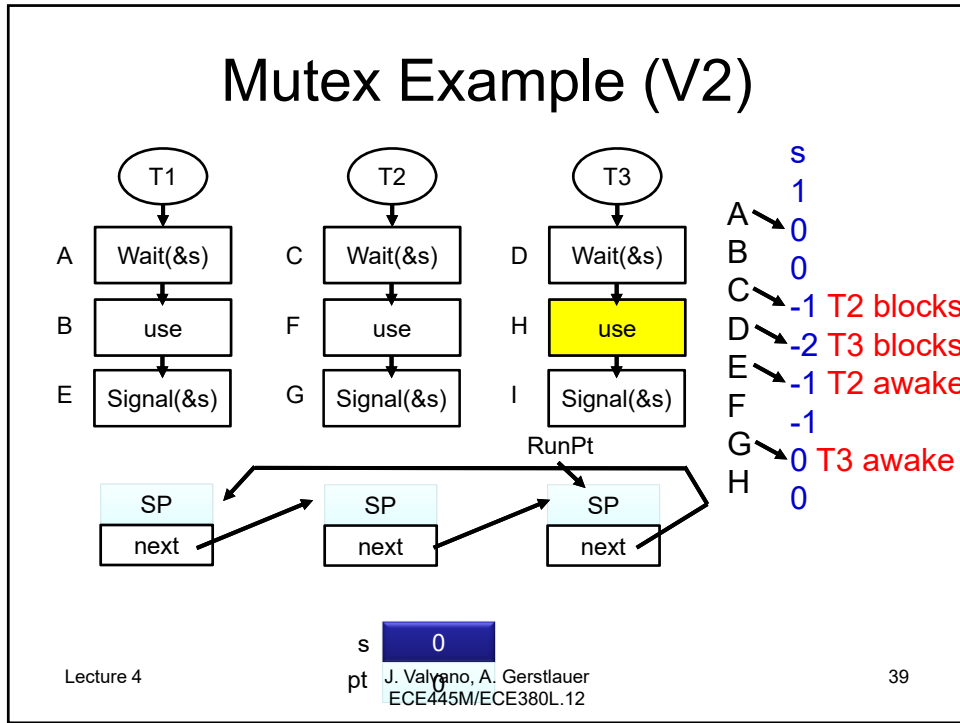 Mutex Example (V2)
T1
T2
T3
A
Wait(&s)
C
Wait(&s)
D
Wait(&s)
B
use
F
use
H
use
E
Signal(&s)
G
Signal(&s)
I
Signal(&s)
s
1
A
0
B
0
C
-1 T2 blocks
D
-2 T3 blocks
E
-1 T2 awake
F
-1
G
0 T3 awake
H
0
RunPt
SP
SP
SP
next
next
next
s
0
pt
0
Lecture 4
J. Valvano, A. Gerstlauer
ECE445M/ECE380L.12
39